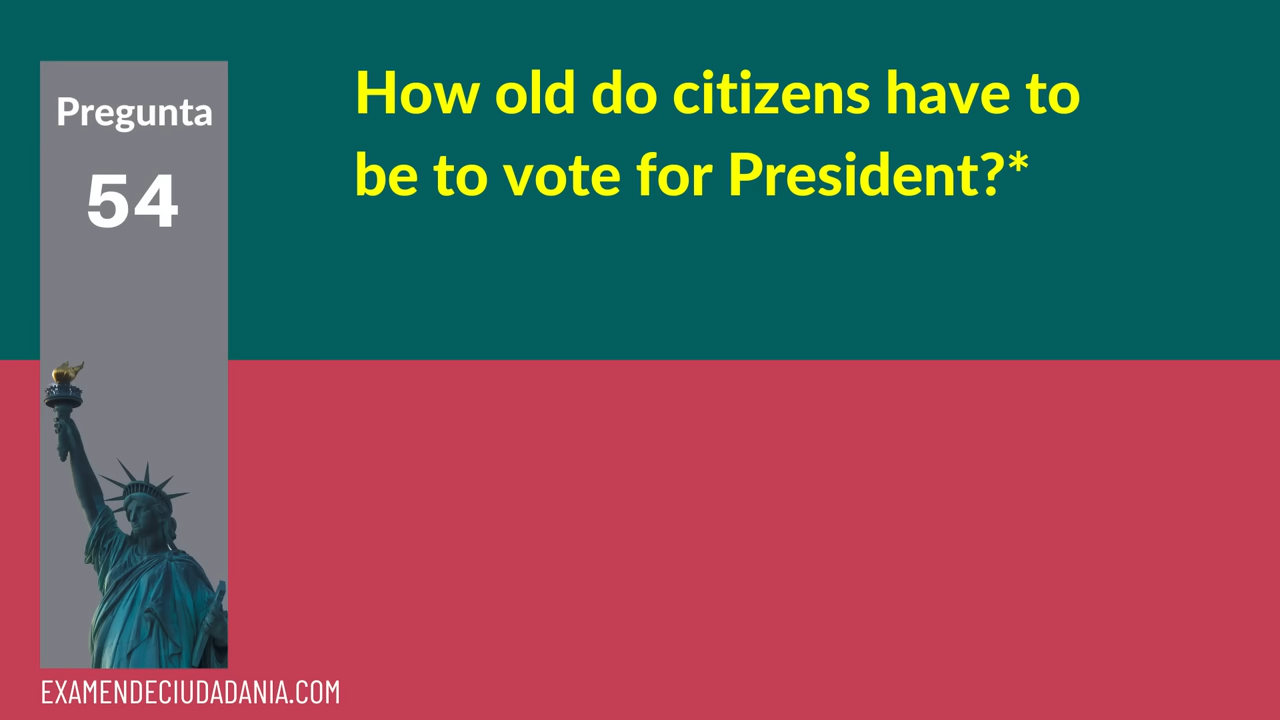 Pregunta
54
How old do citizens have to
be to vote for President?*
EXAMENDECIUDADANIA.COM